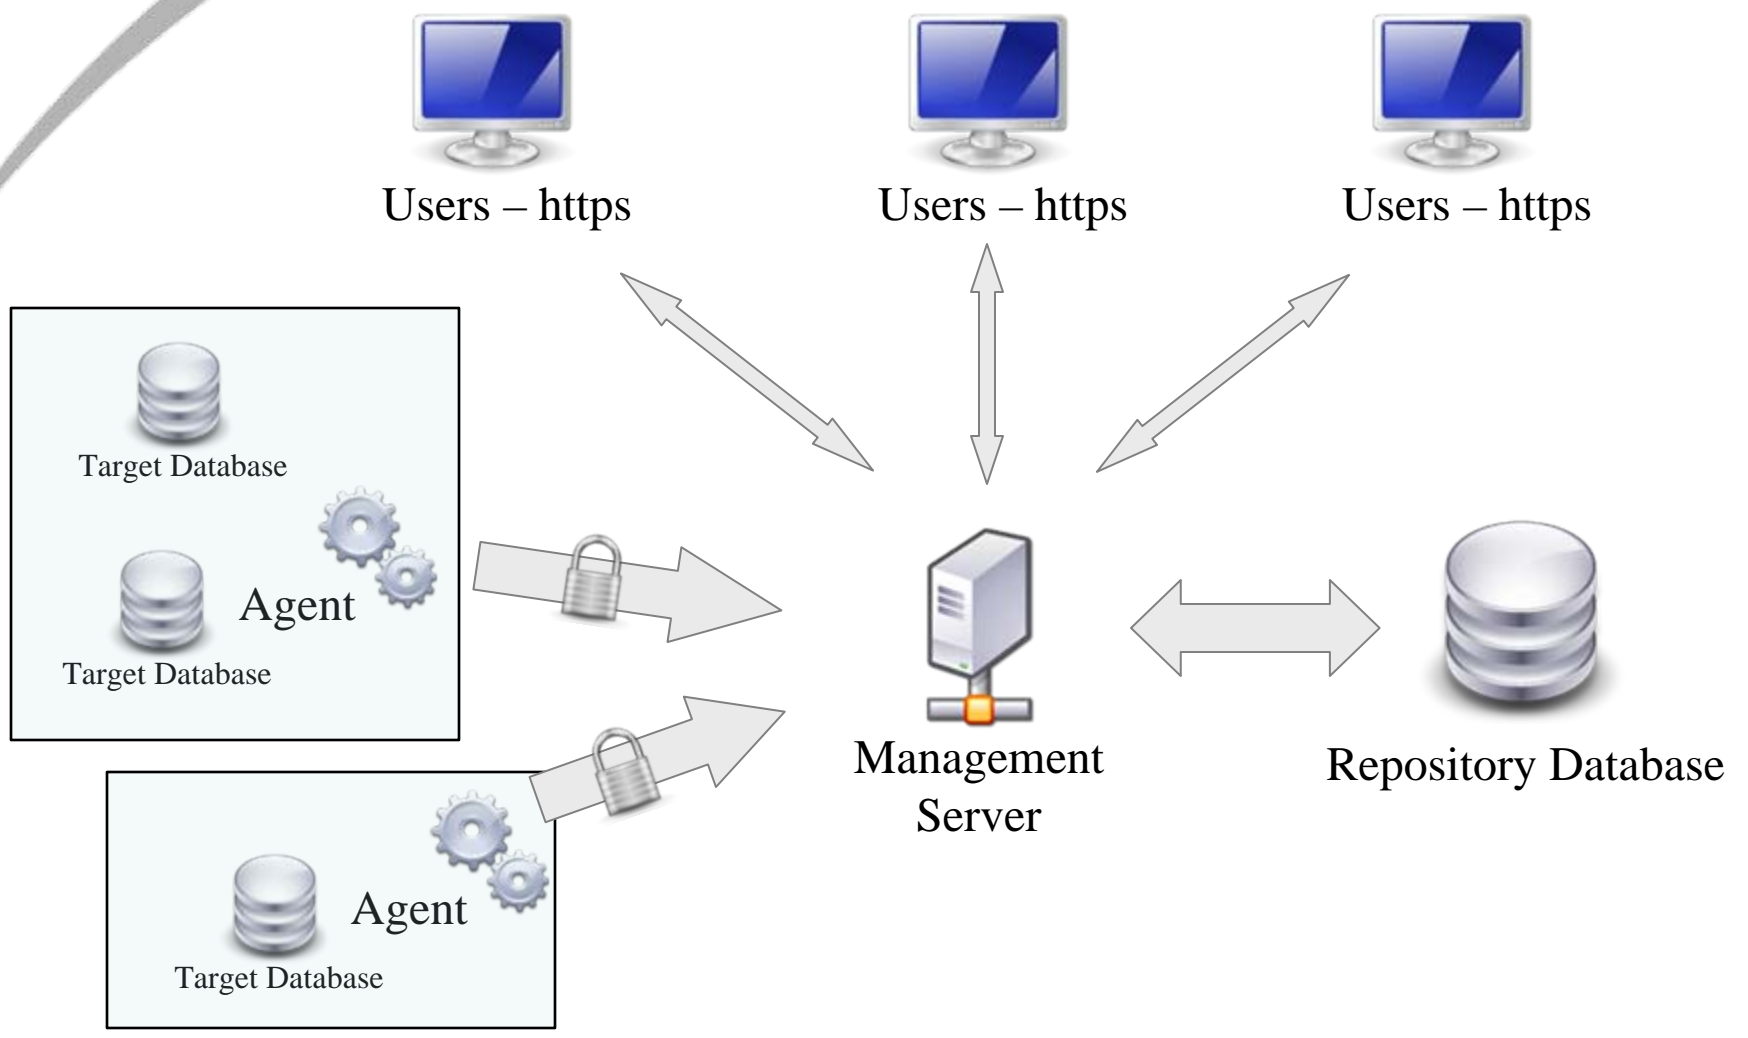 Users – https
Users – https
Users – https
Target Database
Agent
Target Database
Management
Server
Repository Database
Agent
Target Database